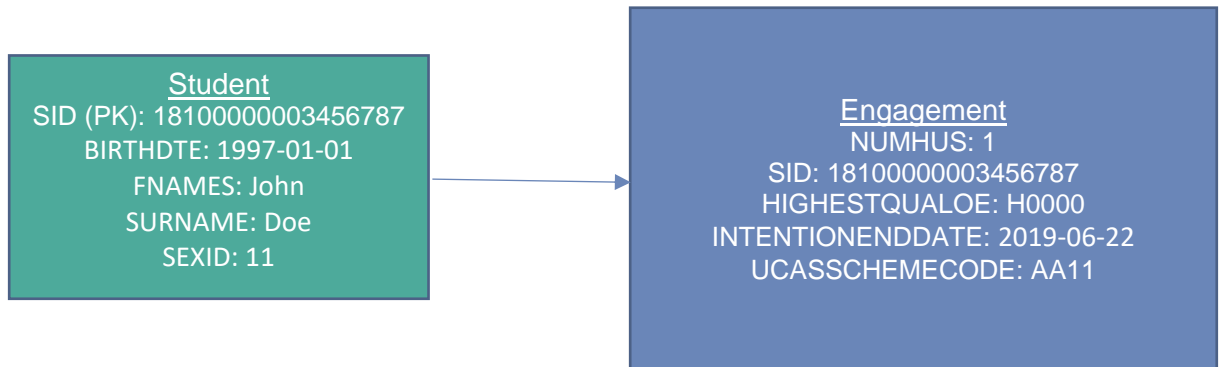 Student
SID (PK): 18100000003456787
BIRTHDTE: 1997-01-01
FNAMES: John
SURNAME: Doe
SEXID: 11
Engagement
NUMHUS: 1
SID: 18100000003456787
HIGHESTQUALOE: H0000
INTENTIONENDDATE: 2019-06-22
UCASSCHEMECODE: AA11